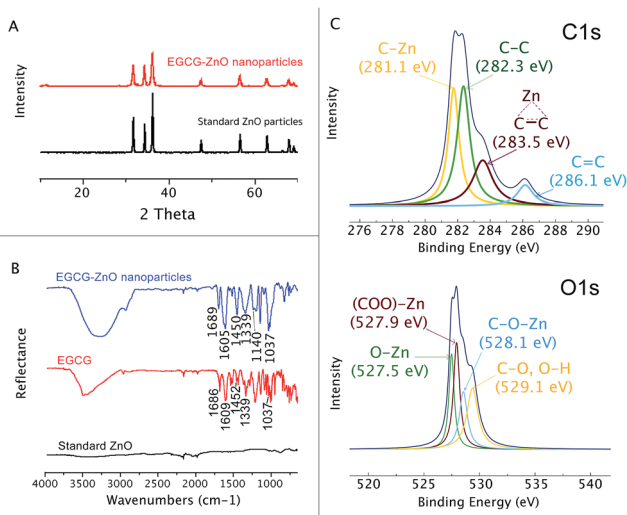 A
EGCG-ZnO nanoparticles
Standard ZnO particles
Intensity
20
40
60
2 Theta
B
EGCG-ZnO nanoparticles
1689
1605
1450
1339
1140
1037
EGCG
1686
1609
1452
1339
1037
Standard ZnO
Reflectance
4000
3500
3000
2500
2000
1500
1000
Wavenumbers (cm-1)
C
C1s
C-Zn
(281.1 eV)
C-C
(282.3 eV)
Zn
C-C
(283.5 eV)
C=C
(286.1 eV)
Intensity
276
278
280
282
284
286
288
290
Binding Energy (eV)
O1s
(COO)-Zn
(527.9 eV)
O-Zn
(527.5 eV)
C-O-Zn
(528.1 eV)
C-O, O-H
(529.1 eV)
Intensity
520
525
530
535
540
Binding Energy (eV)